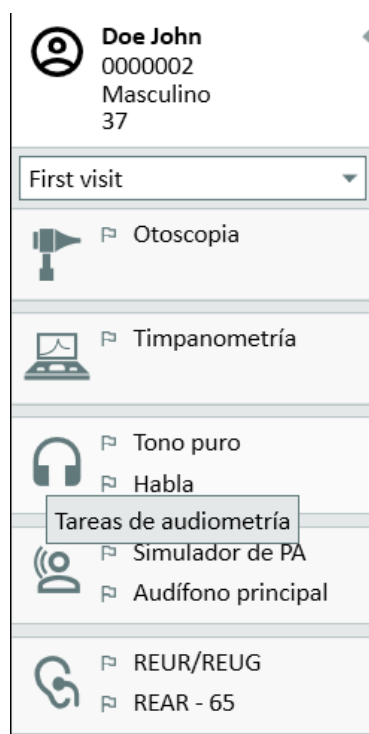 Doe John
0000002
Masculino
37
First visit
Otoscopia
Timpanometría
Tono puro
Habla
Tareas de audiometría
Simulador de PA
Audífono principal
REUR/REUG
REAR - 65